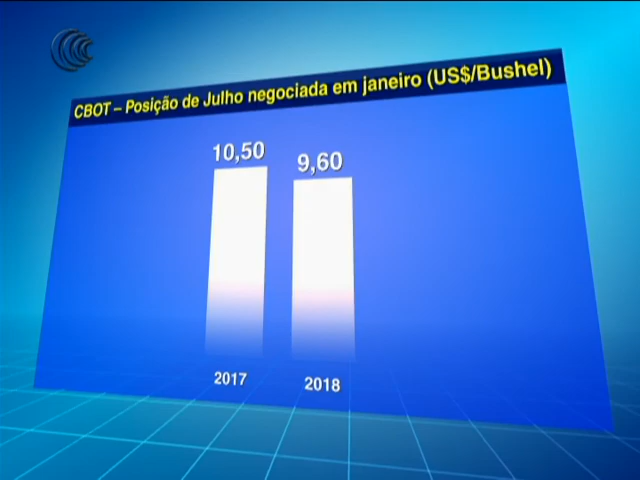 CBOT – Posição de Julho negociada em janeiro (US$/Bushel)
10,50
9,60
2017
2018